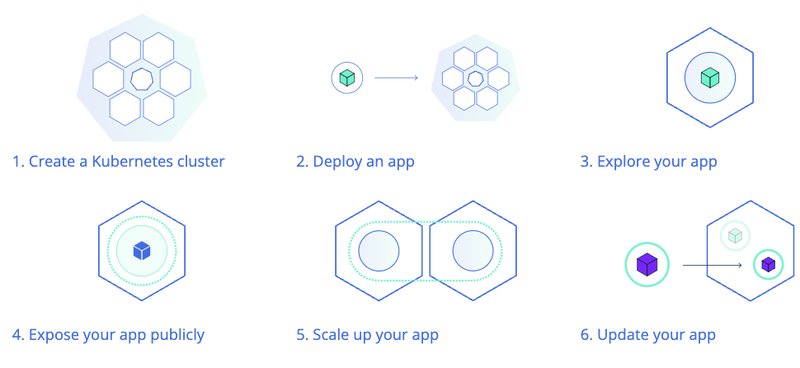 1. Create a Kubernetes cluster
2. Deploy an app
3. Explore your app
4. Expose your app publicly
5. Scale up your app
6. Update your app